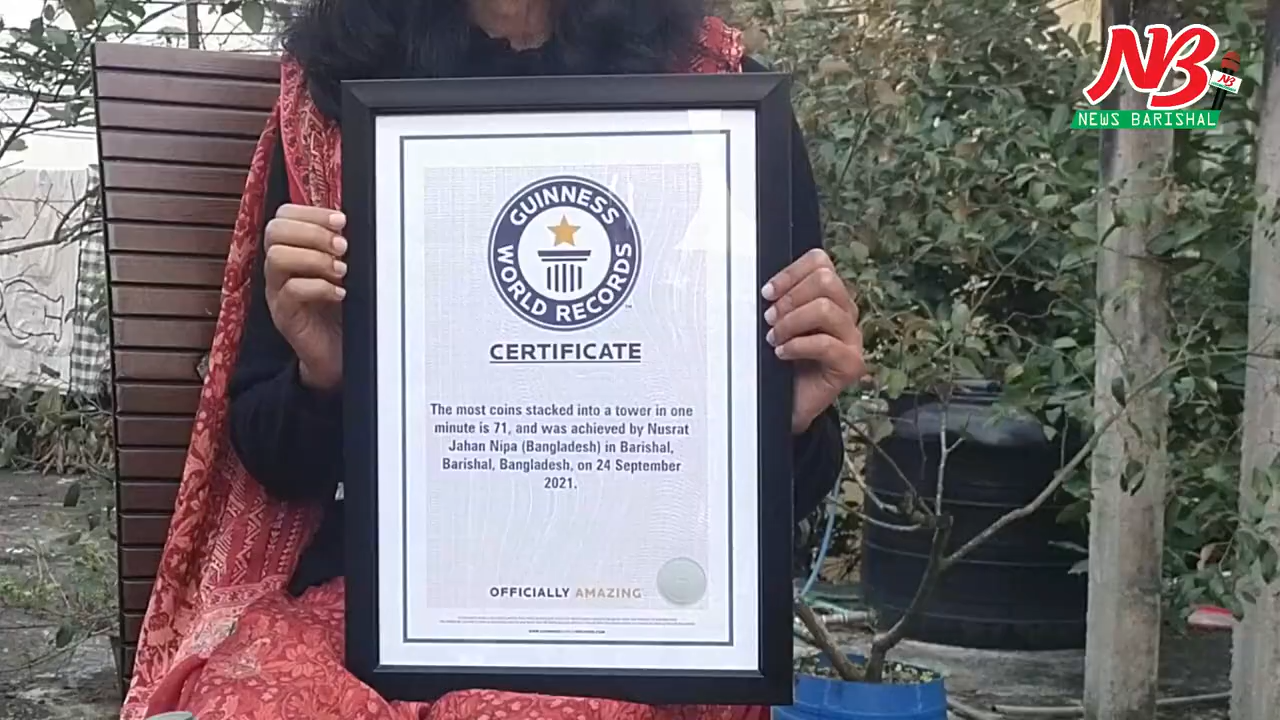 NB
NB
NEWS BARISHAL
GUINNESS
WORLD RECORDS
CERTIFICATE
The most coins stacked into a tower in one
minute is 71, and was achieved by Nusrat
Jahan Nipa (Bangladesh) in Barishal,
Barishal, Bangladesh, on 24 September
2021.
OFFICIALLY AMAZING